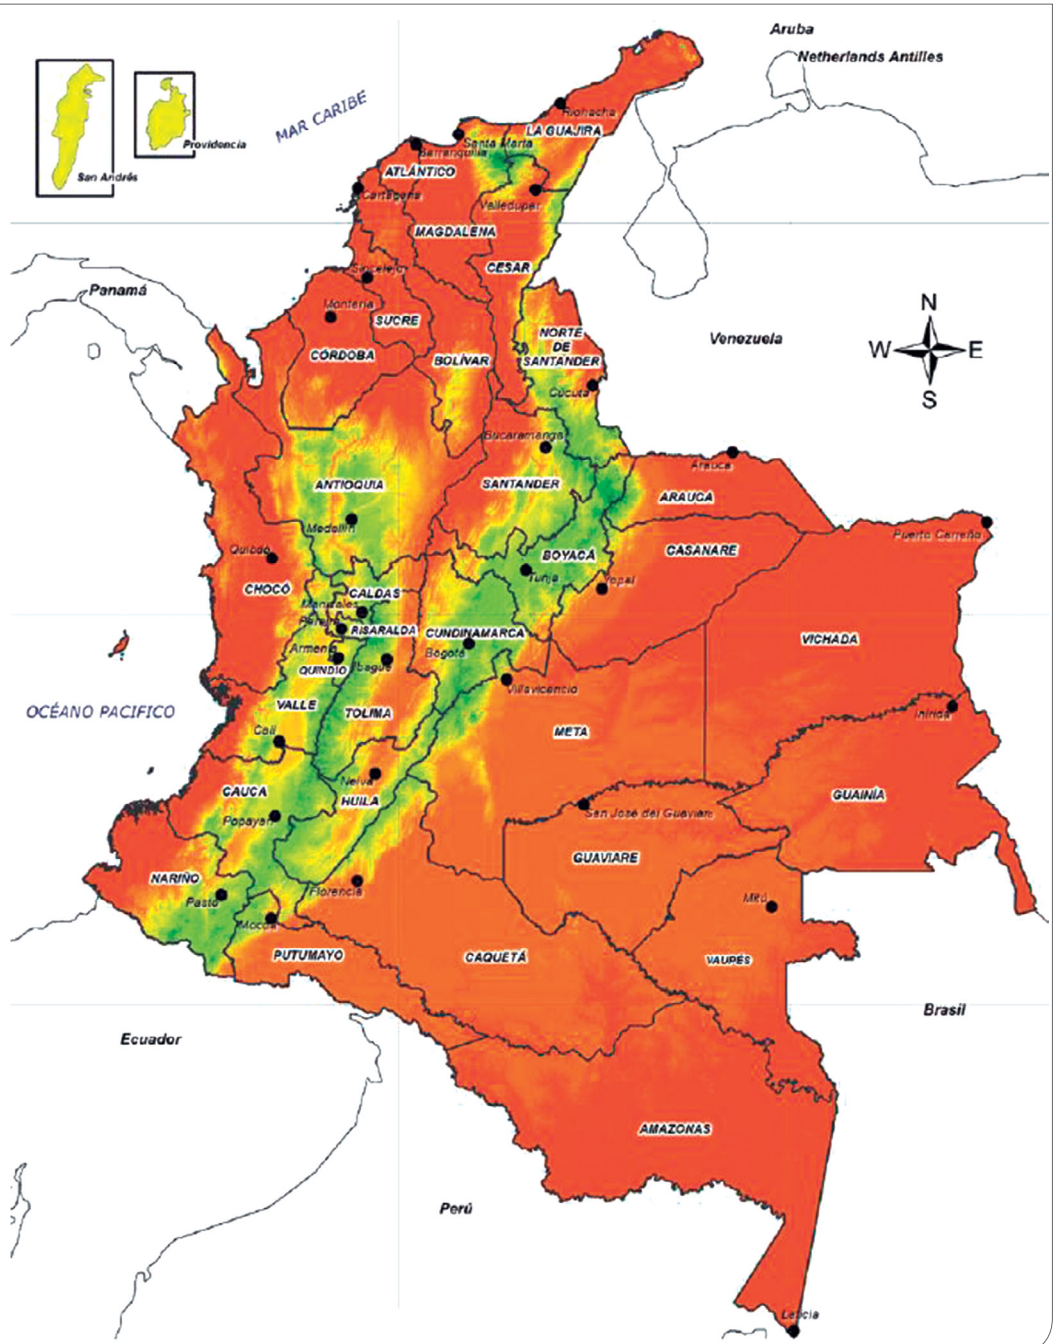 Aruba
Netherlands Antilles
MAR CARIBE
Providencia
San Andrés
Riohacha
LA GUAJIRA
Santa Marta
Barranquilla
ATLÁNTICO
Cartagena
Valledupar
MAGDALENA
CESAR
Sincelejo
Panamá
Montería
SUCRE
NORTE
DE
SANTANDER
Venezuela
N
W
E
S
CÓRDOBA
BOLÍVAR
Cúcuta
Bucaramanga
Arauca
ANTIOQUIA
SANTANDER
ARAUCA
Medellín
Puerto Carreño
Quibdó
BOYACÁ
CASANARE
Tunja
Yopal
CHOCÓ
CALDAS
Manizales
Pereira
RISARALDA
CUNDINAMARCA
VICHADA
Armenia
Bogotá
Ibagué
QUINDÍO
Villavicencio
OCÉANO PACIFICO
VALLE
TOLIMA
Inírida
Cali
META
Neiva
CAUCA
HUILA
GUAINÍA
Popayán
San José del Guaviare
GUAVIARE
NARIÑO
Florencia
Pasto
Mitú
Mocoa
PUTUMAYO
CAQUETÁ
VAUPÉS
Brasil
Ecuador
AMAZONAS
Perú
Leticia